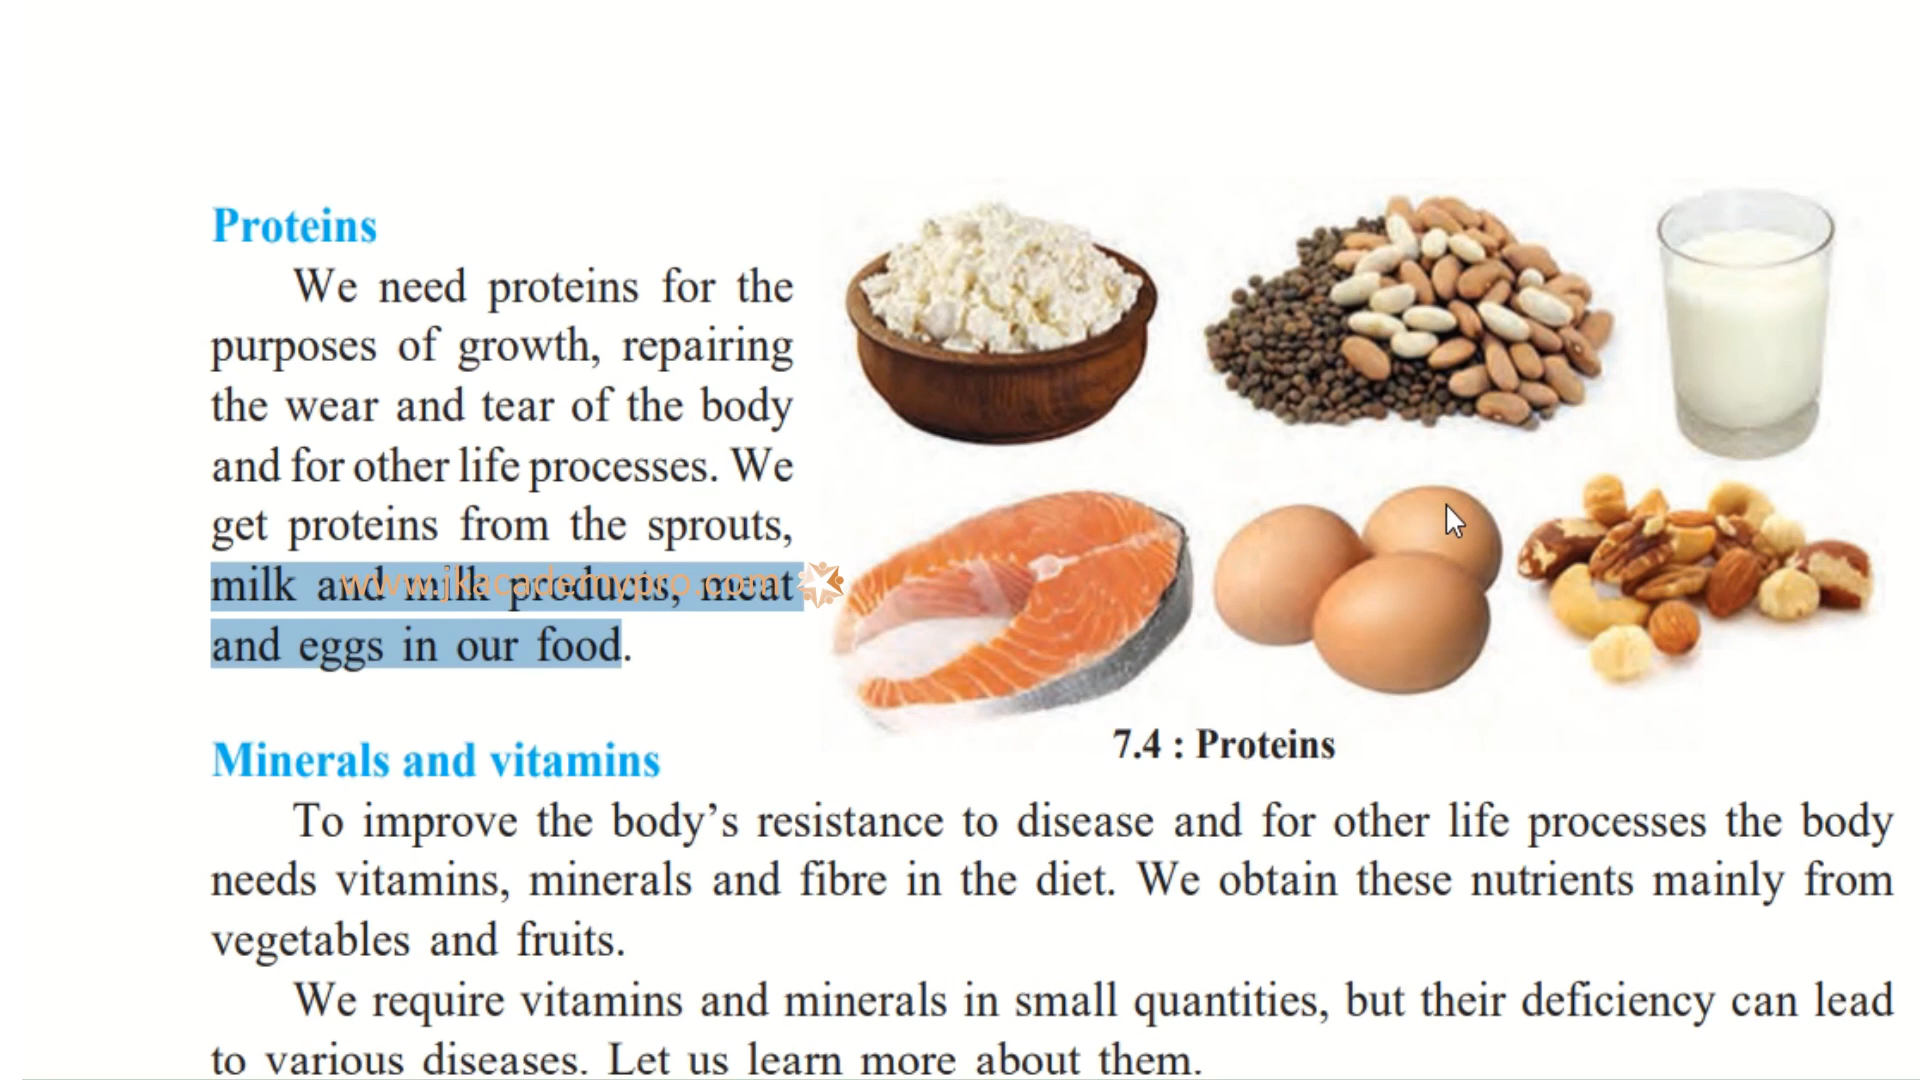 Proteins
We need proteins for the
purposes of growth, repairing
the wear and tear of the body
and for other life processes. We
get proteins from the sprouts,
milk and milk products, meat
www.jkacademypro.com
and eggs in our food.
7.4 : Proteins
Minerals and vitamins
To improve the body's resistance to disease and for other life processes the body
needs vitamins, minerals and fibre in the diet. We obtain these nutrients mainly from
vegetables and fruits.
We require vitamins and minerals in small quantities, but their deficiency can lead
to various diseases. Let us learn more about them.